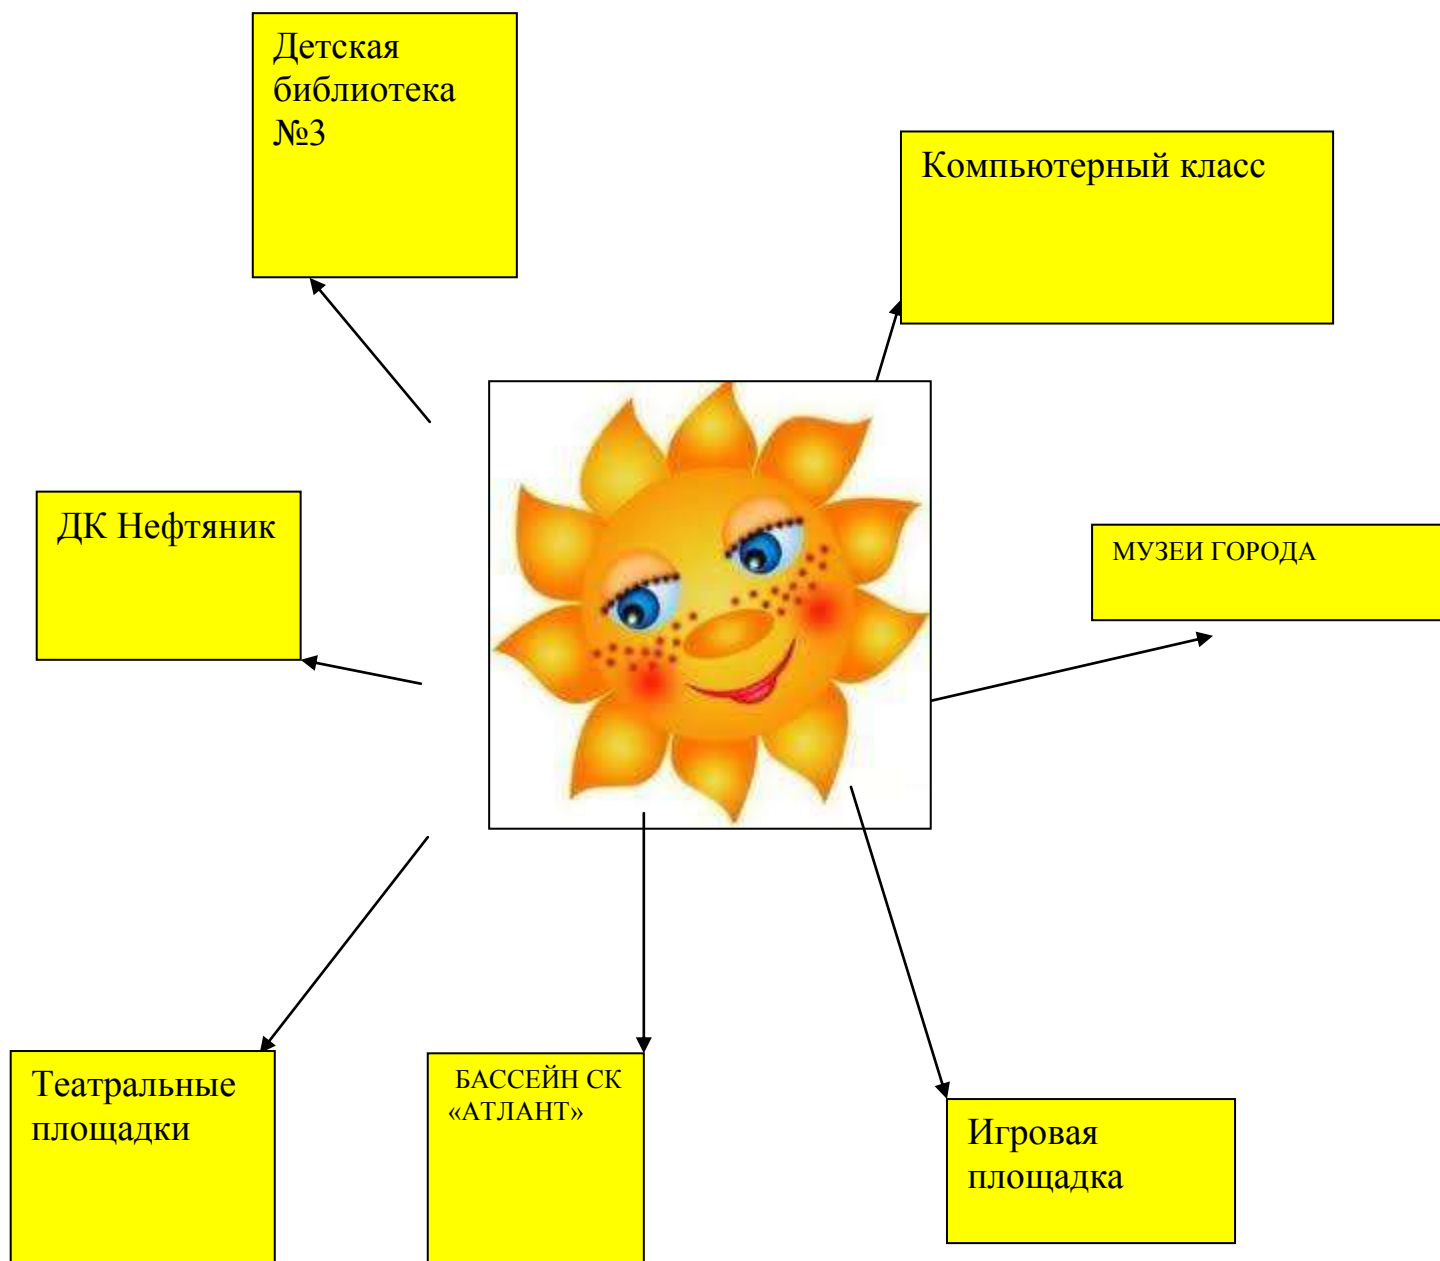 Детская
библиотека
№3
Компьютерный класс
ДК Нефтяник
МУЗЕИ ГОРОДА
Театральные
площадки
БАССЕЙН СК
«АТЛАНТ»
Игровая
площадка